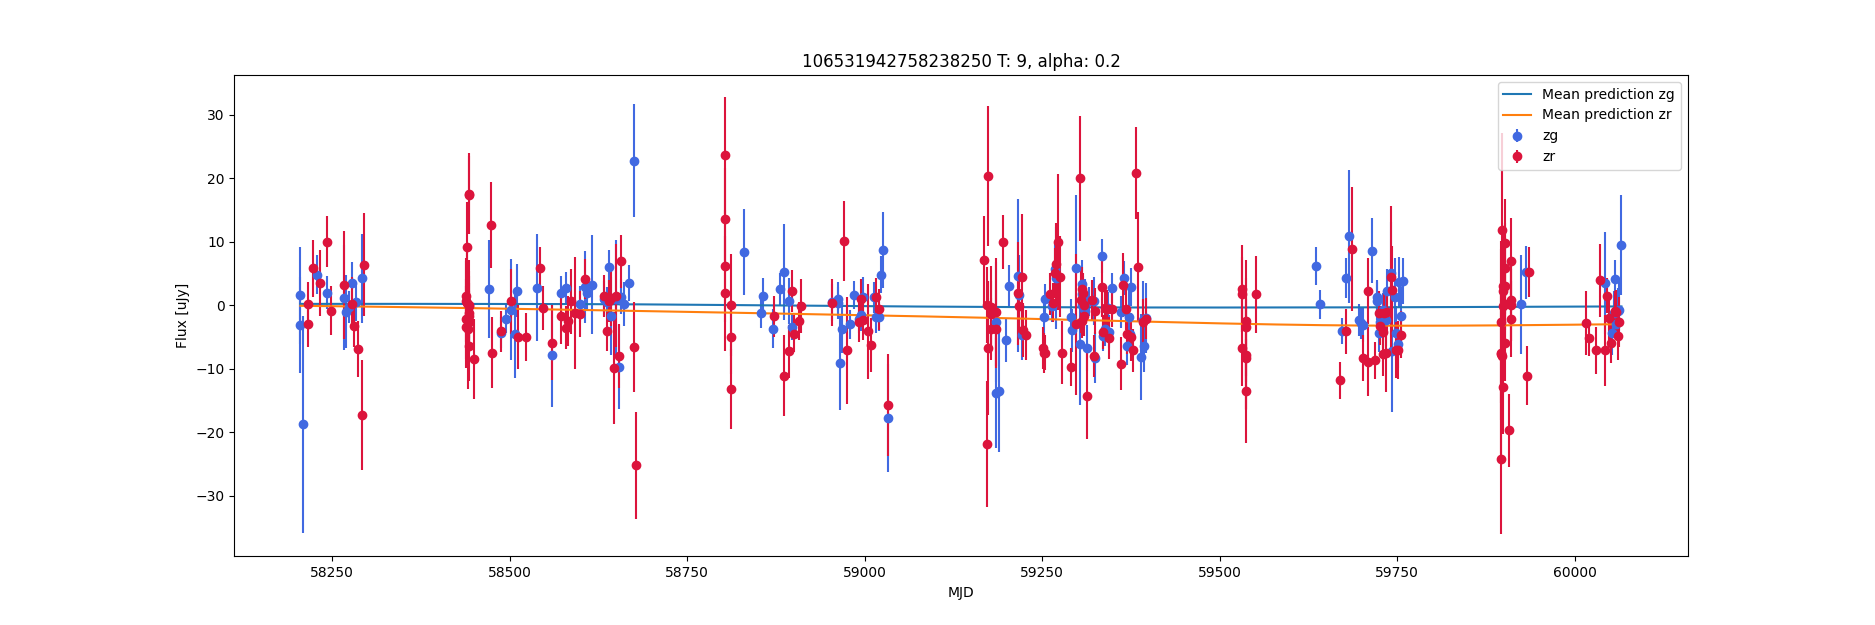 106531942758238250 T: 9, alpha: 0.2
Mean prediction zg
Mean prediction zr
zg
zr
30
20
10
0
−10
−20
−30
Flux [uJy]
58250 58500 58750 59000 59250 59500 59750 60000
MJD